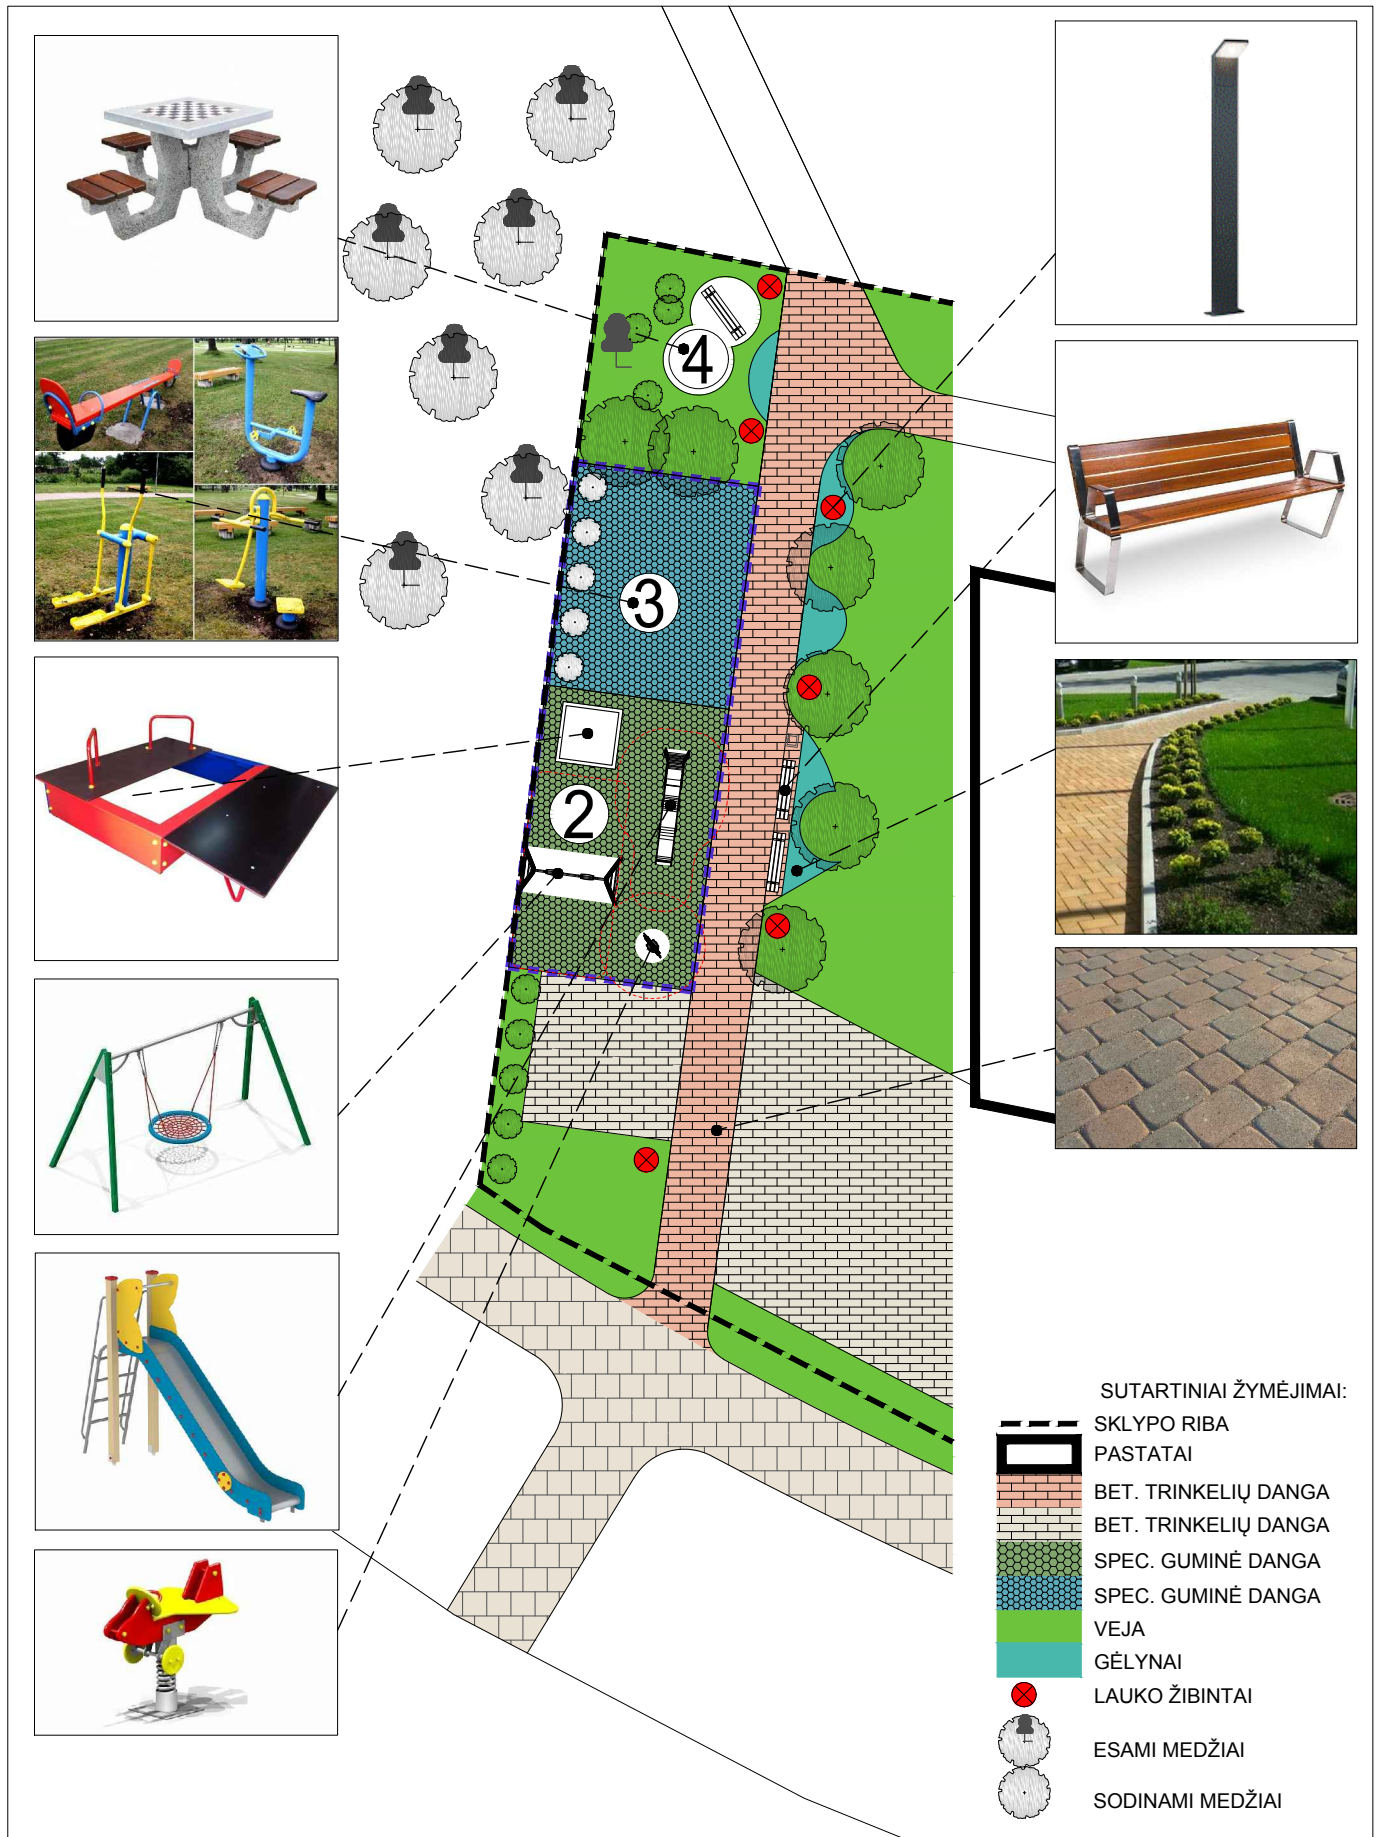 4
3
2
SUTARTINIAI ŽYMĖJIMAI:
SKLYPO RIBA
PASTATAI
BET. TRINKELIŲ DANGA
BET. TRINKELIŲ DANGA
SPEC. GUMINĖ DANGA
SPEC. GUMINĖ DANGA
VEJA
GĖLYNAI
LAUKO ŽIBINTAI
ESAMI MEDŽIAI
SODINAMI MEDŽIAI